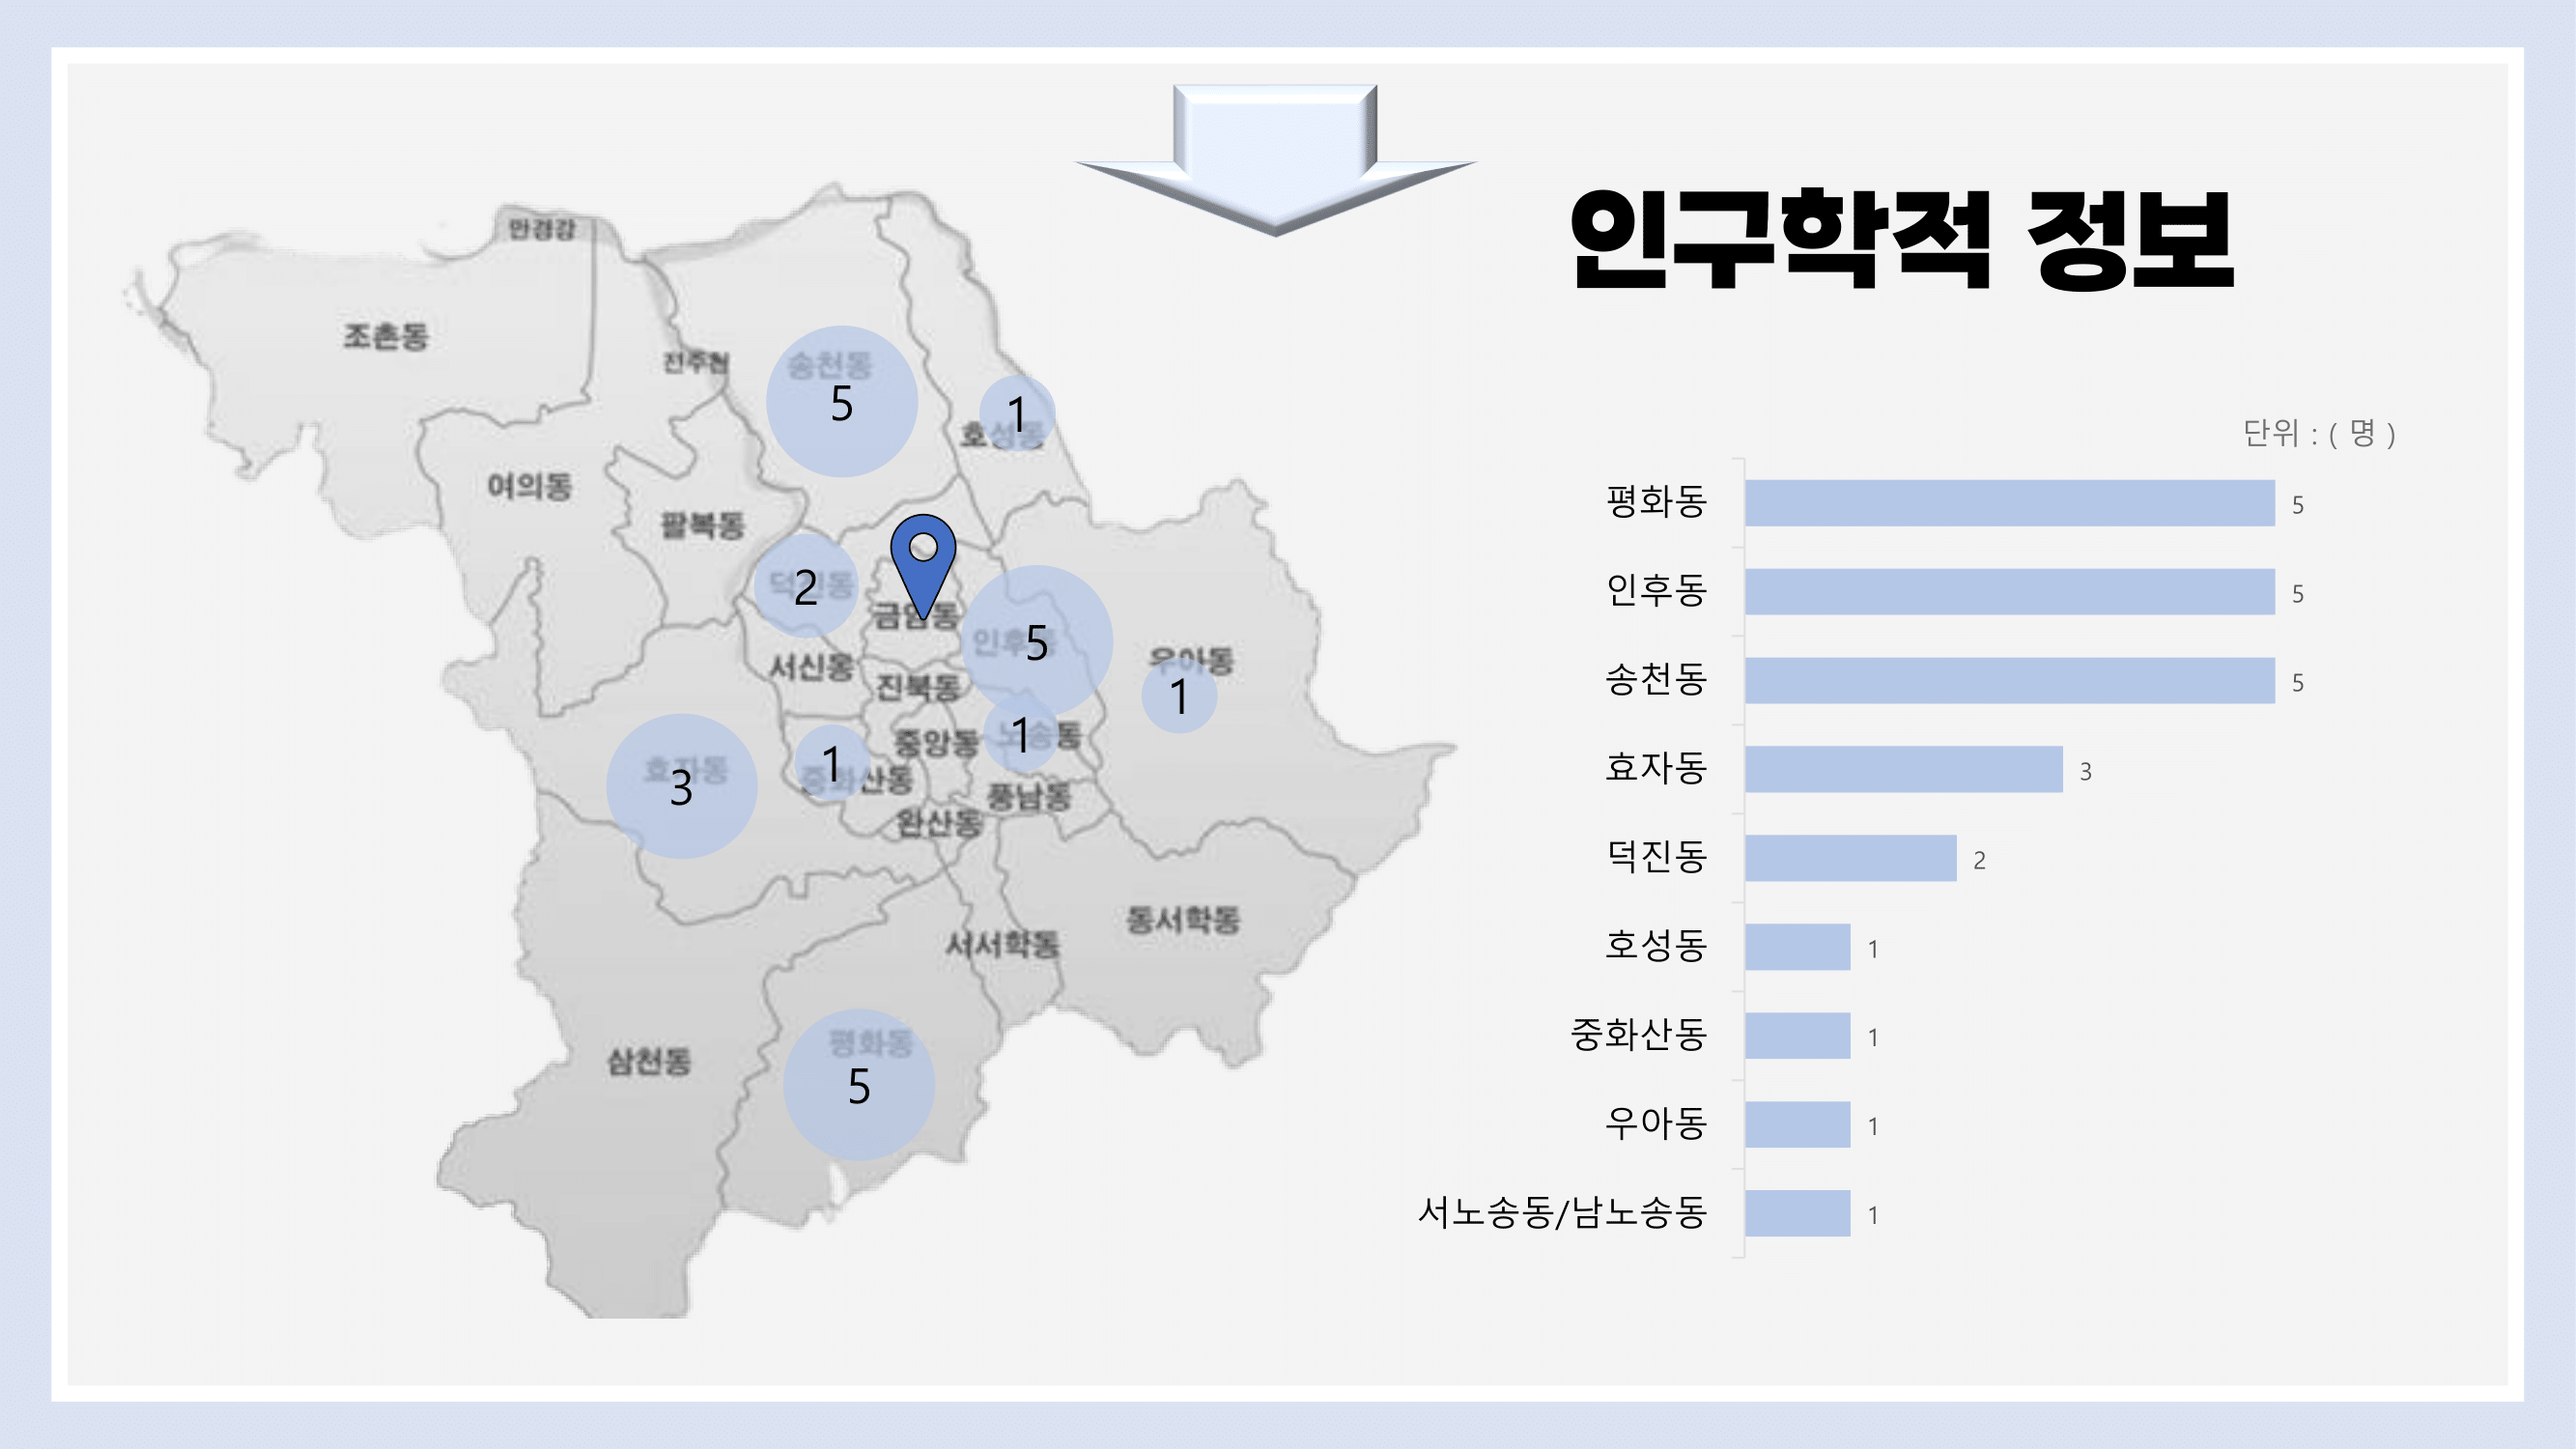 인구학적 정보
만경강
조촌동
전주천
송천동
5
1
호성동
여의동
팔복동
덕진동
2
금암동
인후동
5
서신동
진북동
우아동
1
중앙동
노송동
1
효자동
3
1
중화산동
풍남동
완산동
동서학동
서서학동
삼천동
평화동
5
단위 : ( 명 )
평화동 5
인후동 5
송천동 5
효자동 3
덕진동 2
호성동 1
중화산동 1
우아동 1
서노송동/남노송동 1